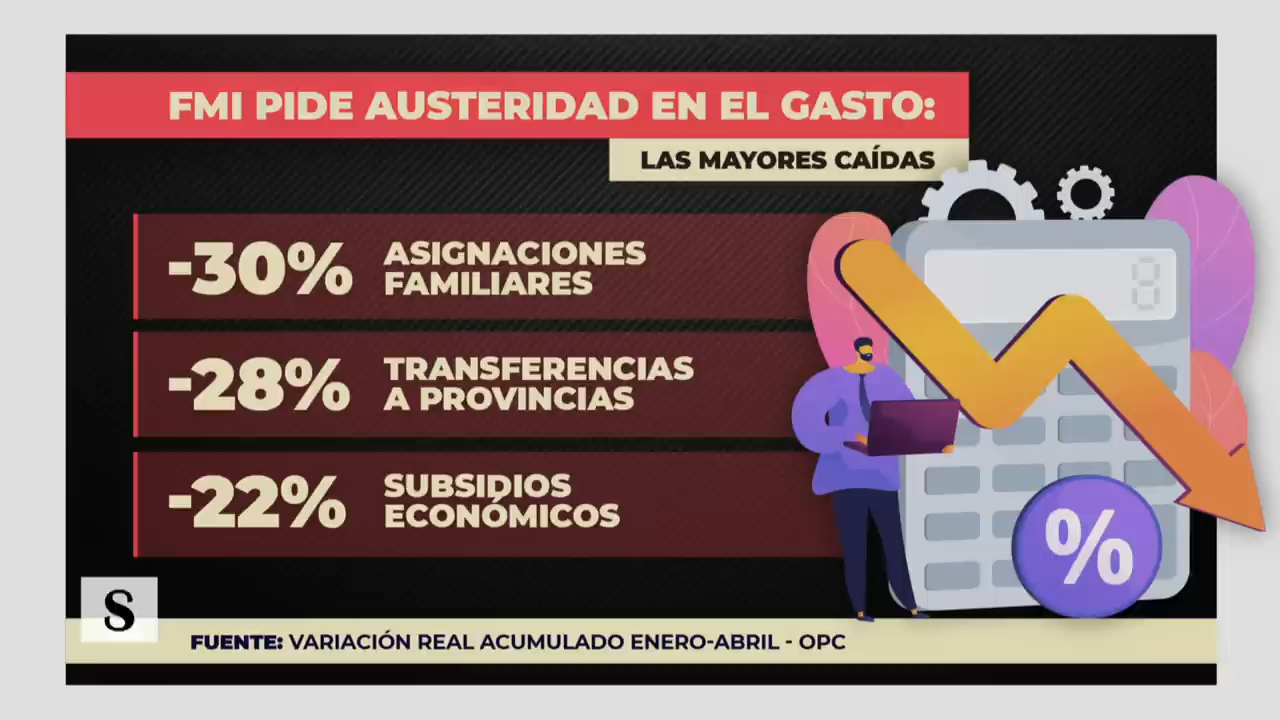 FMI PIDE AUSTERIDAD EN EL GASTO:
LAS MAYORES CAÍDAS
-30% ASIGNACIONES
FAMILIARES
-28% TRANSFERENCIAS
A PROVINCIAS
-22% SUBSIDIOS
ECONÓMICOS
8
%
S
FUENTE: VARIACIÓN REAL ACUMULADO ENERO-ABRIL - OPC